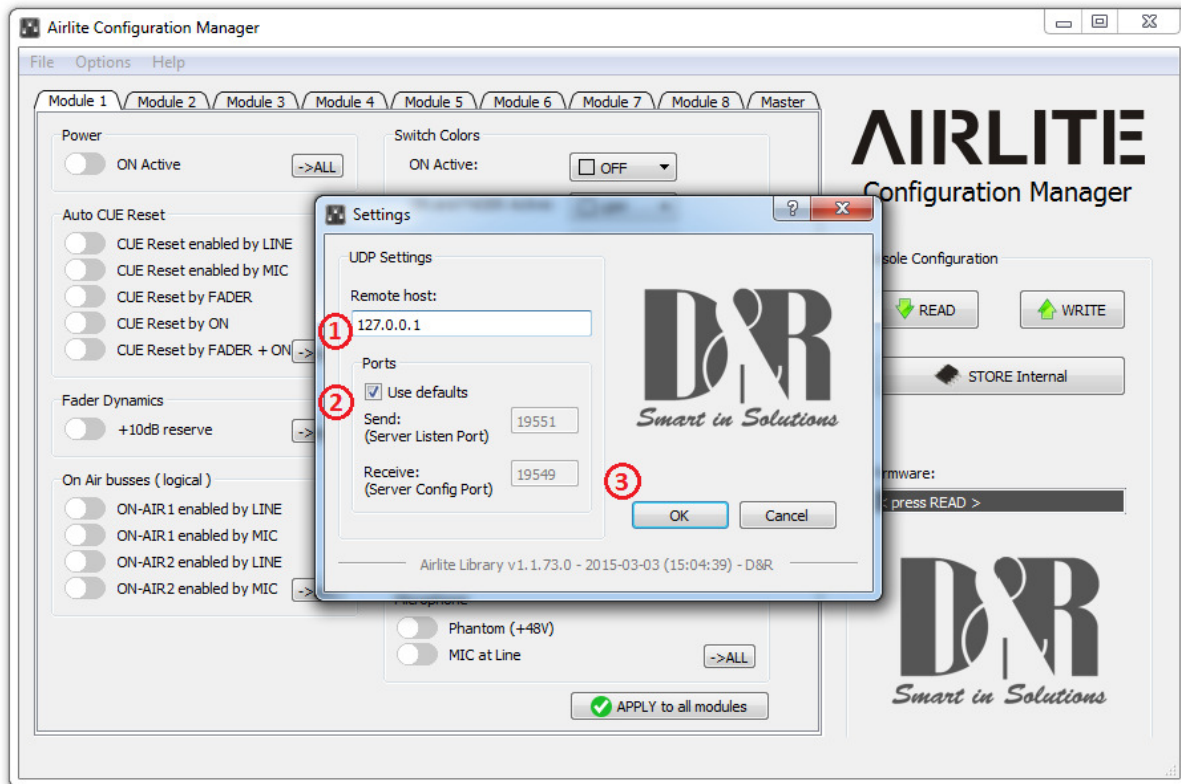 Airlite Configuration Manager
File Options Help
Module 1 Module 2 Module 3 Module 4 Module 5 Module 6 Module 7 Module 8 Master
Power
ON Active
->ALL
Switch Colors
ON Active:
OFF
AIRLITE
Configuration Manager
Auto CUE Reset
CUE Reset enabled by LINE
CUE Reset enabled by MIC
CUE Reset by FADER
CUE Reset by ON
CUE Reset by FADER + ON
->
Fader Dynamics
+10dB reserve
->
On Air busses ( logical )
ON-AIR1 enabled by LINE
ON-AIR1 enabled by MIC
ON-AIR2 enabled by LINE
ON-AIR2 enabled by MIC
->
Settings
?
UDP Settings
Remote host:
1
127.0.0.1
Ports
2
Use defaults
Send:
(Server Listen Port)
19551
Receive:
(Server Config Port)
19549
D&R
Smart in Solutions
3
OK
Cancel
Airlite Library v1.1.73.0 - 2015-03-03 (15:04:39) - D&R
Phantom (+48V)
MIC at Line
->ALL
APPLY to all modules
sole Configuration
READ
WRITE
STORE Internal
rmware:
< press READ >
D&R
Smart in Solutions